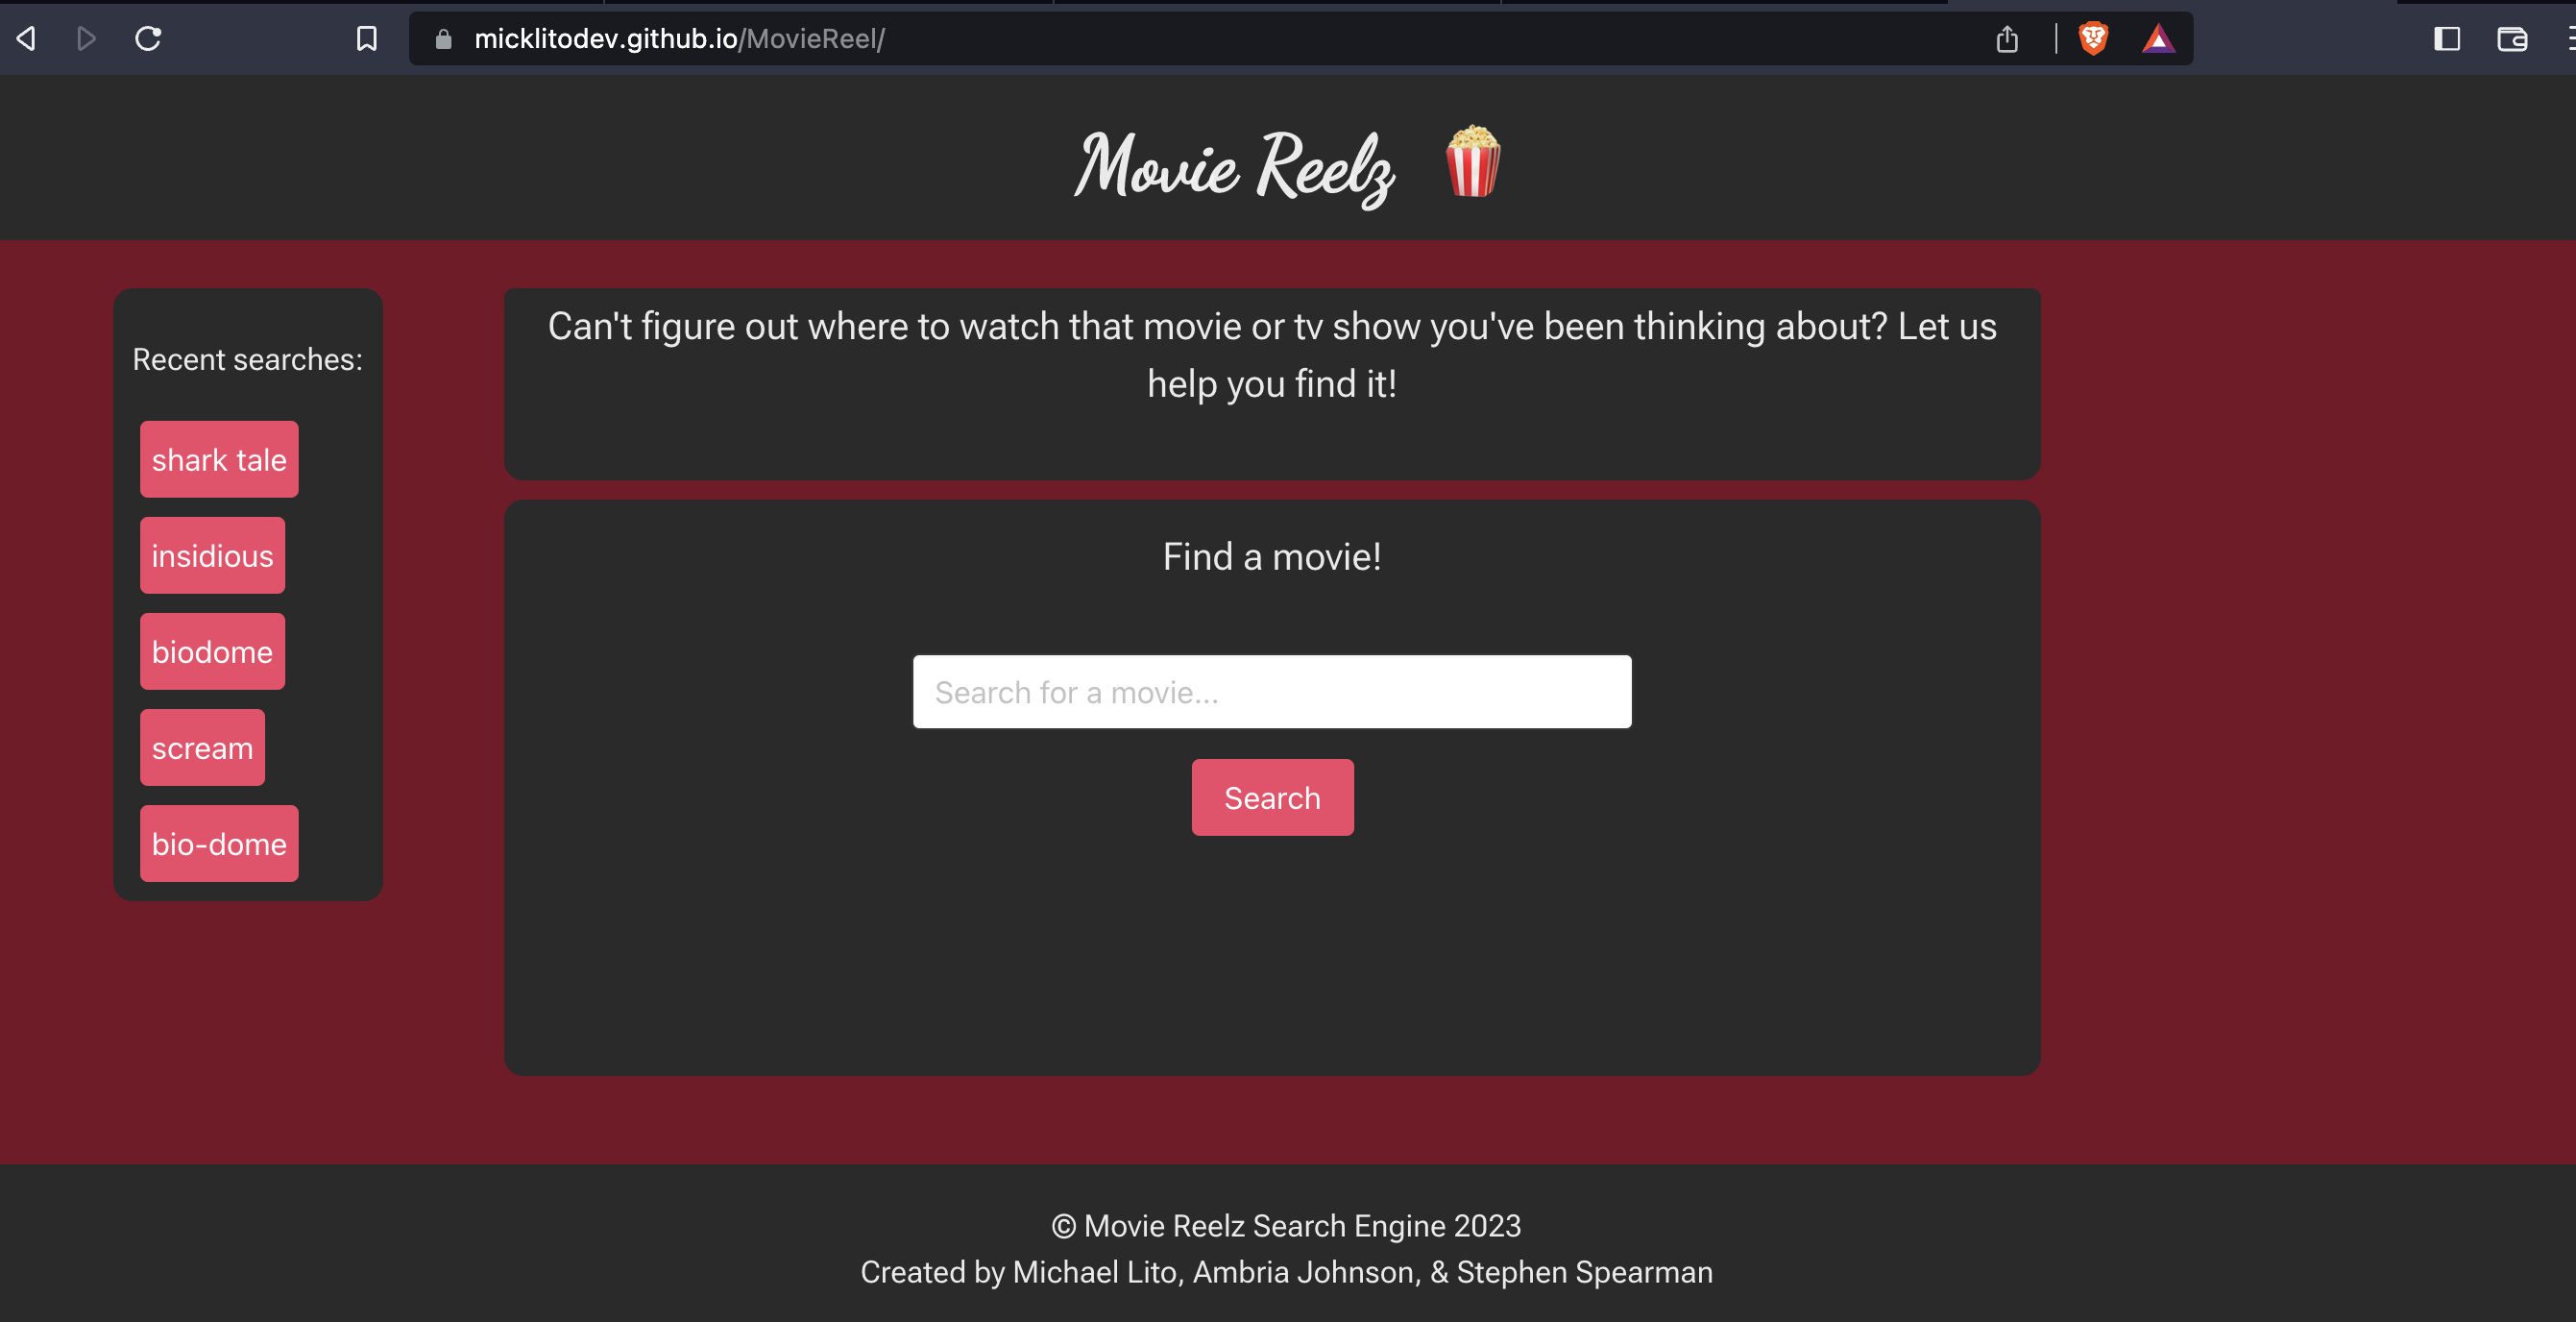 micklitodev.github.io/MovieReel/
Movie Reelz
Recent searches:
shark tale
insidious
biodome
scream
bio-dome
Can't figure out where to watch that movie or tv show you've been thinking about? Let us
help you find it!
Find a movie!
Search for a movie...
Search
© Movie Reelz Search Engine 2023
Created by Michael Lito, Ambria Johnson, & Stephen Spearman